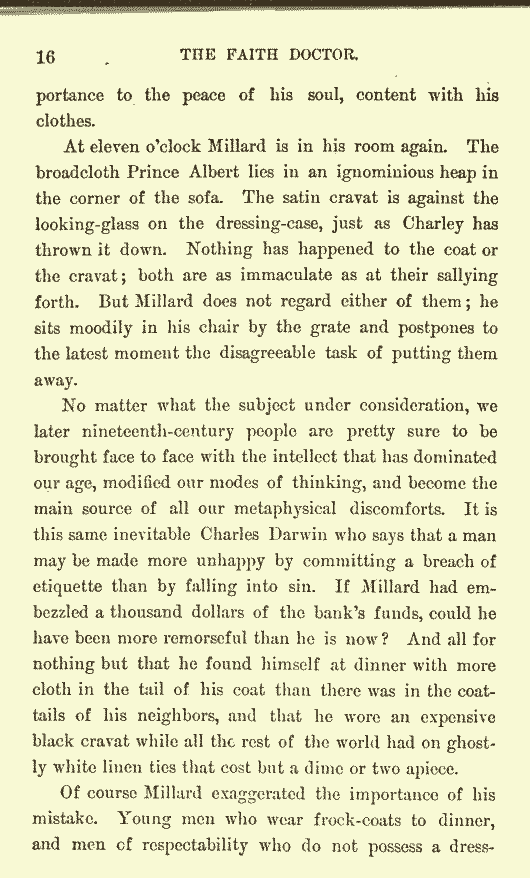 16 THE FAITH DOCTOR.
portance to the peace of his soul, content with his
clothes.
At eleven o'clock Millard is in his room again. The
broadcloth Prince Albert lies in an ignominious heap in
the corner of the sofa. The satin cravat is against the
looking-glass on the dressing-case, just as Charley has
thrown it down. Nothing has happened to the coat or
the cravat; both are as immaculate as at their sallying
forth. But Millard does not regard either of them; he
sits moodily in his chair by the grate and postpones to
the latest moment the disagreeable task of putting them
away.
No matter what the subject under consideration, we
later nineteenth-century people are pretty sure to be
brought face to face with the intellect that has dominated
our age, modified our modes of thinking, and become the
main source of all our metaphysical discomforts. It is
this same inevitable Charles Darwin who says that a man
may be made more unhappy by committing a breach of
etiquette than by falling into sin. If Millard had em-
bezzled a thousand dollars of the bank's funds, could he
have been more remorseful than he is now? And all for
nothing but that he found himself at dinner with more
cloth in the tail of his coat than there was in the coat-
tails of his neighbors, and that he wore an expensive
black cravat while all the rest of the world had on ghost-
ly white linen ties that cost but a dime or two apiece.
Of course Millard exaggerated the importance of his
mistake. Young men who wear frock-coats to dinner,
and men of respectability who do not possess a dress-